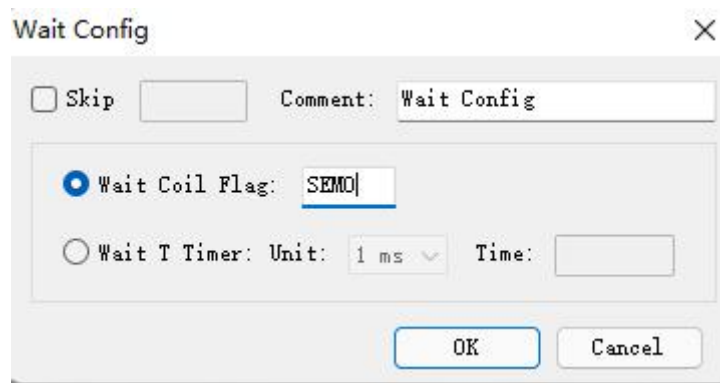 Wait Config
Skip Comment: Wait Config
Wait Coil Flag: SEM0
Wait T Timer: Unit: 1 ms Time:
OK Cancel